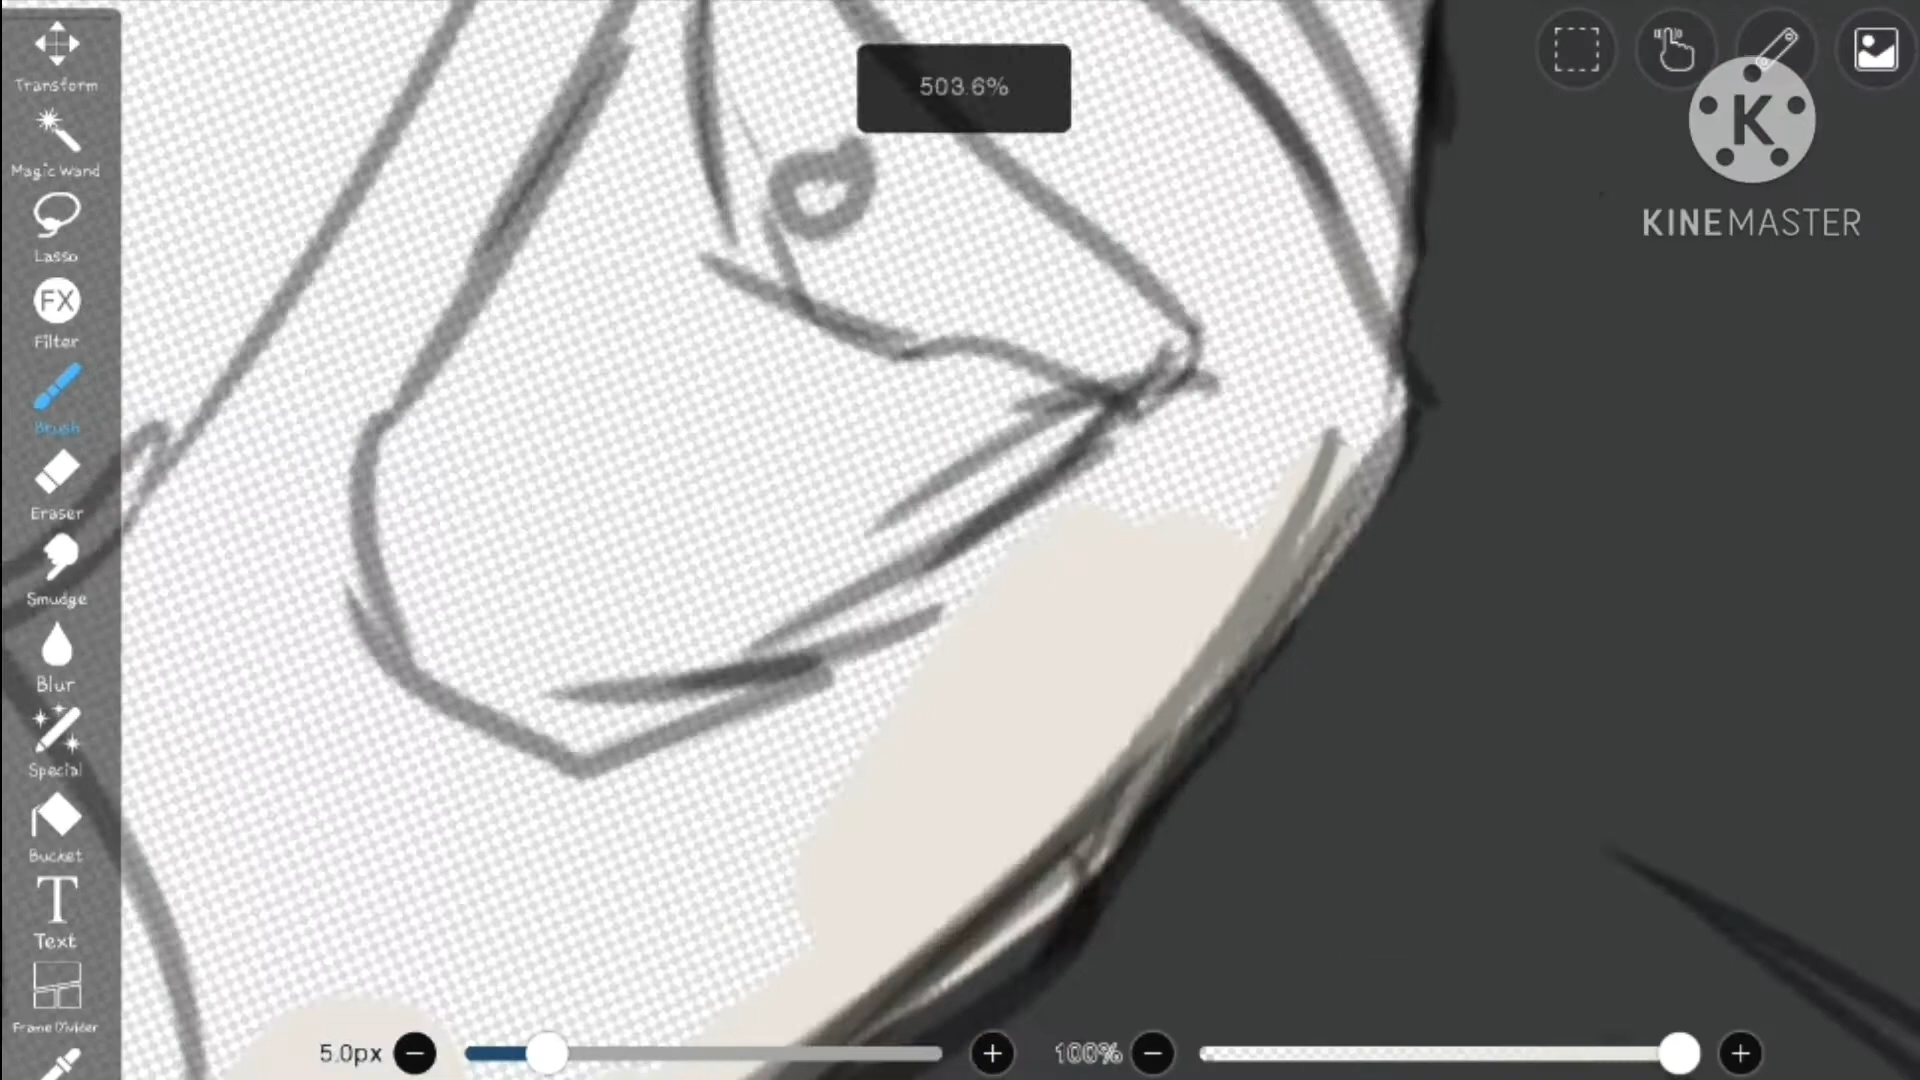 Transform
Magic Wand
Lasso
FX
Filter
Brush
Eraser
Smudge
Blur
Special
Bucket
T
Text
Frame Divider
503.6%
K
KINEMASTER
5.0px
100%